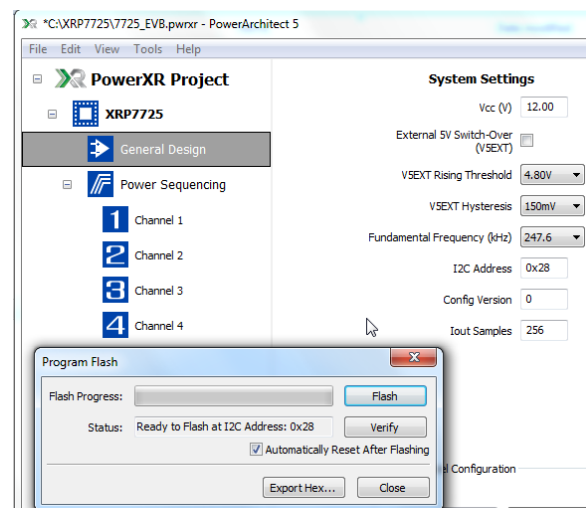 *C:\XRP7725\7725_EVB.pwrxr - PowerArchitect 5
File Edit View Tools Help
PowerXR Project
XRP7725
General Design
Power Sequencing
1 Channel 1
2 Channel 2
3 Channel 3
4 Channel 4
System Settings
Vcc (V) 12.00
External 5V Switch-Over
(V5EXT)
V5EXT Rising Threshold 4.80V
V5EXT Hysteresis 150mV
Fundamental Frequency (kHz) 247.6
I2C Address 0x28
Config Version 0
Iout Samples 256
Configuration
Program Flash
Flash Progress: Flash
Status: Ready to Flash at I2C Address: 0x28 Verify
Automatically Reset After Flashing
Export Hex... Close